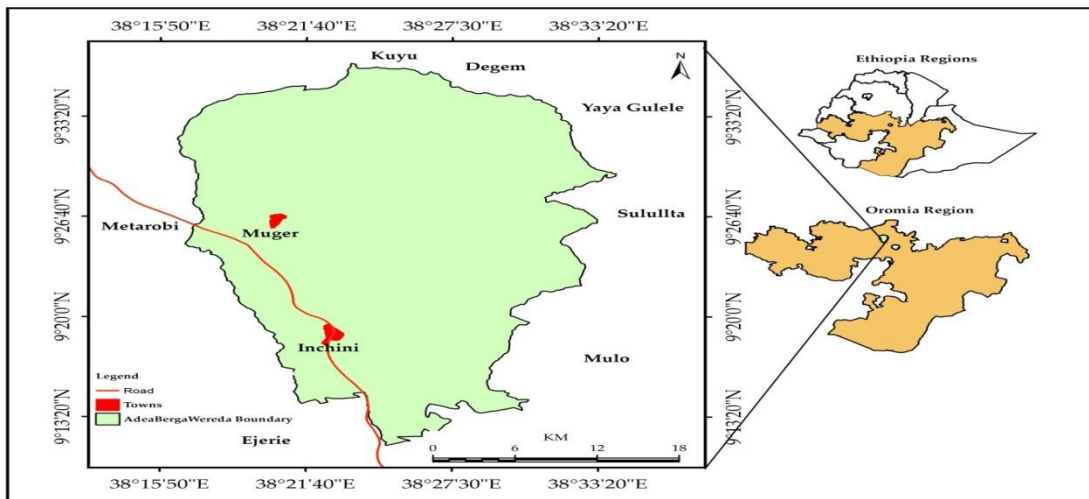 38°15'50"E 38°21'40"E 38°27'30"E 38°33'20"E
Kuyu
Degem
N
Yaya Gulele
Metarobi
Muger
Sulullta
Inchini
Mulo
Ejerie
Legend
Road
Towns
AdeaBergaWereda Boundary
KM
0 6 12 18
9°33'20"N
9°26'40"N
9°20'0"N
9°13'20"N
9°33'20"N
9°26'40"N
9°20'0"N
9°13'20"N
38°15'50"E 38°21'40"E 38°27'30"E 38°33'20"E
Ethiopia Regions
Oromia Region